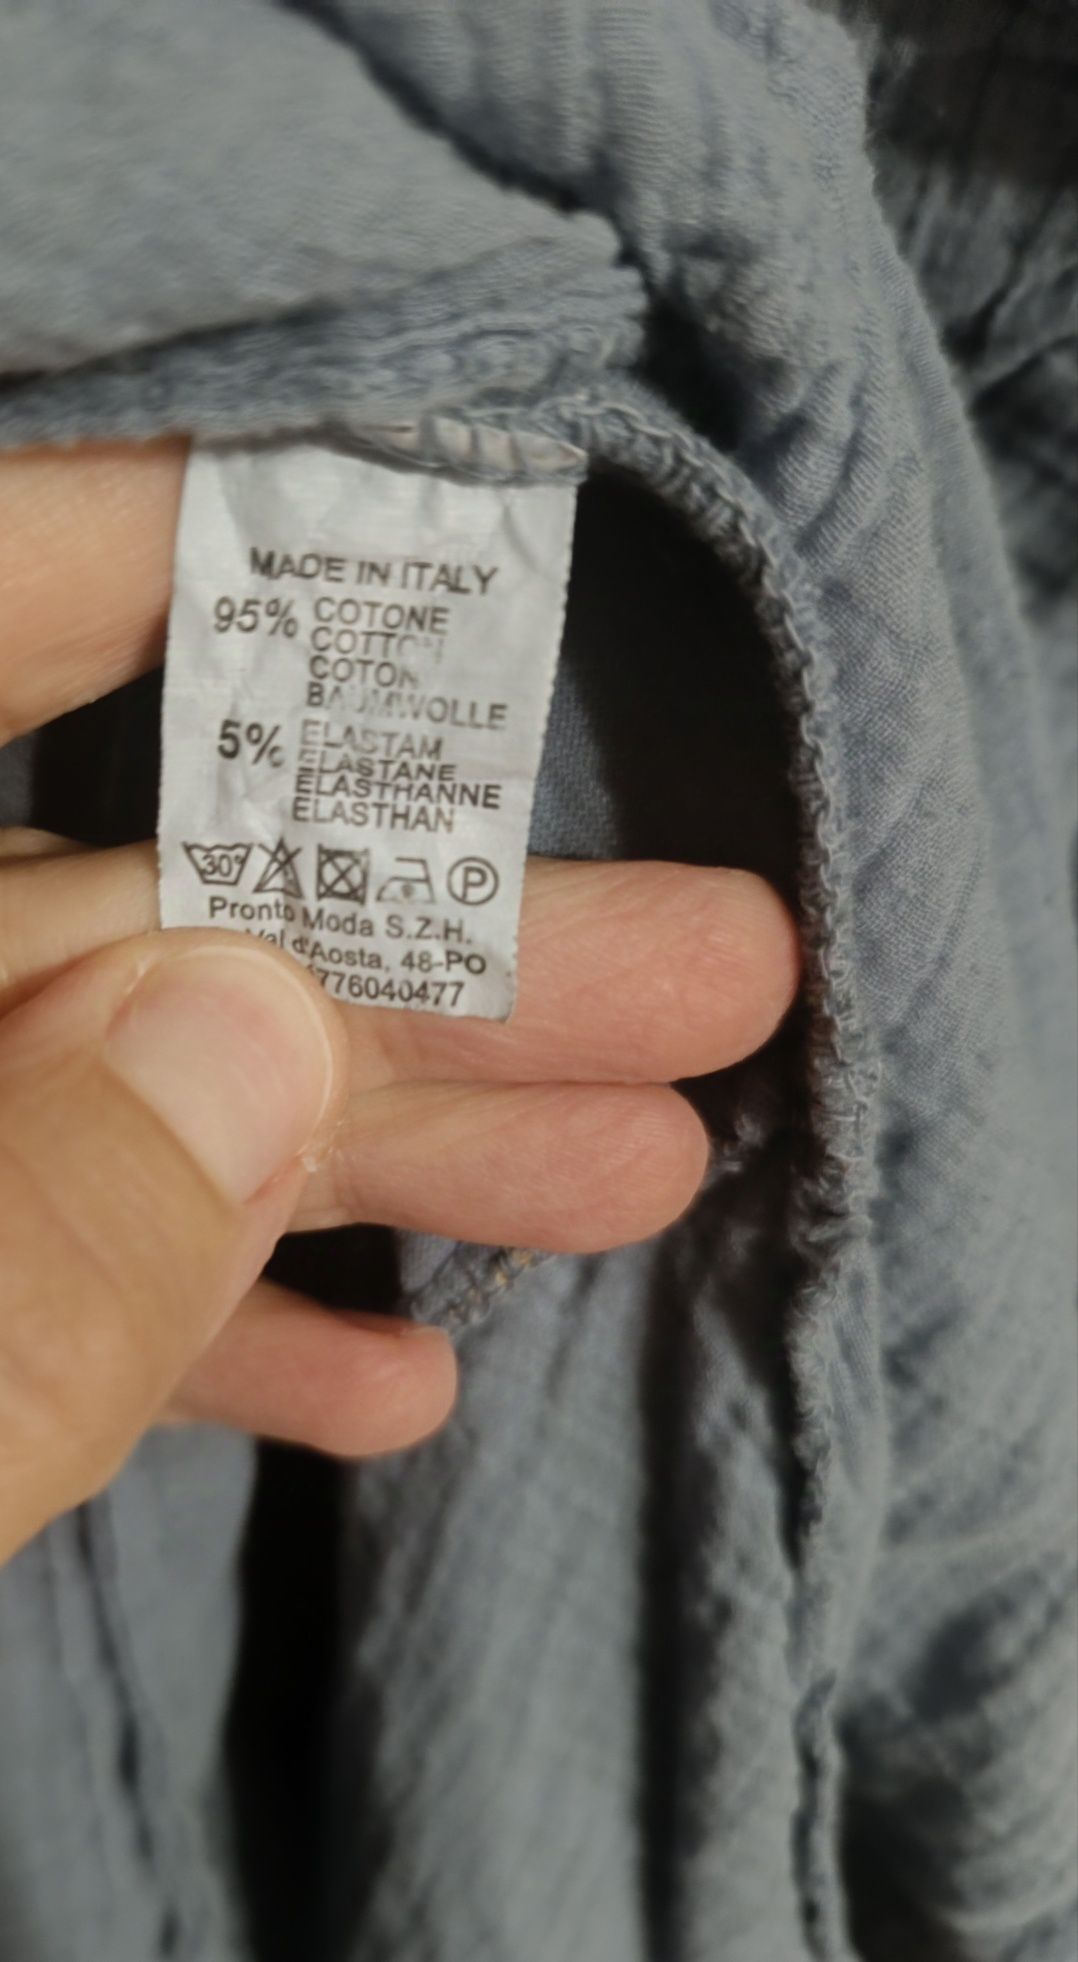 MADE IN ITALY
95% COTONE
COTTON
COTON
BAUMWOLLE
5% ELASTAM
ELASTANE
ELASTHANNE
ELASTHAN
30°
P
Pronto Moda S.Z.H.
Val d'Aosta, 48-PO
776040477